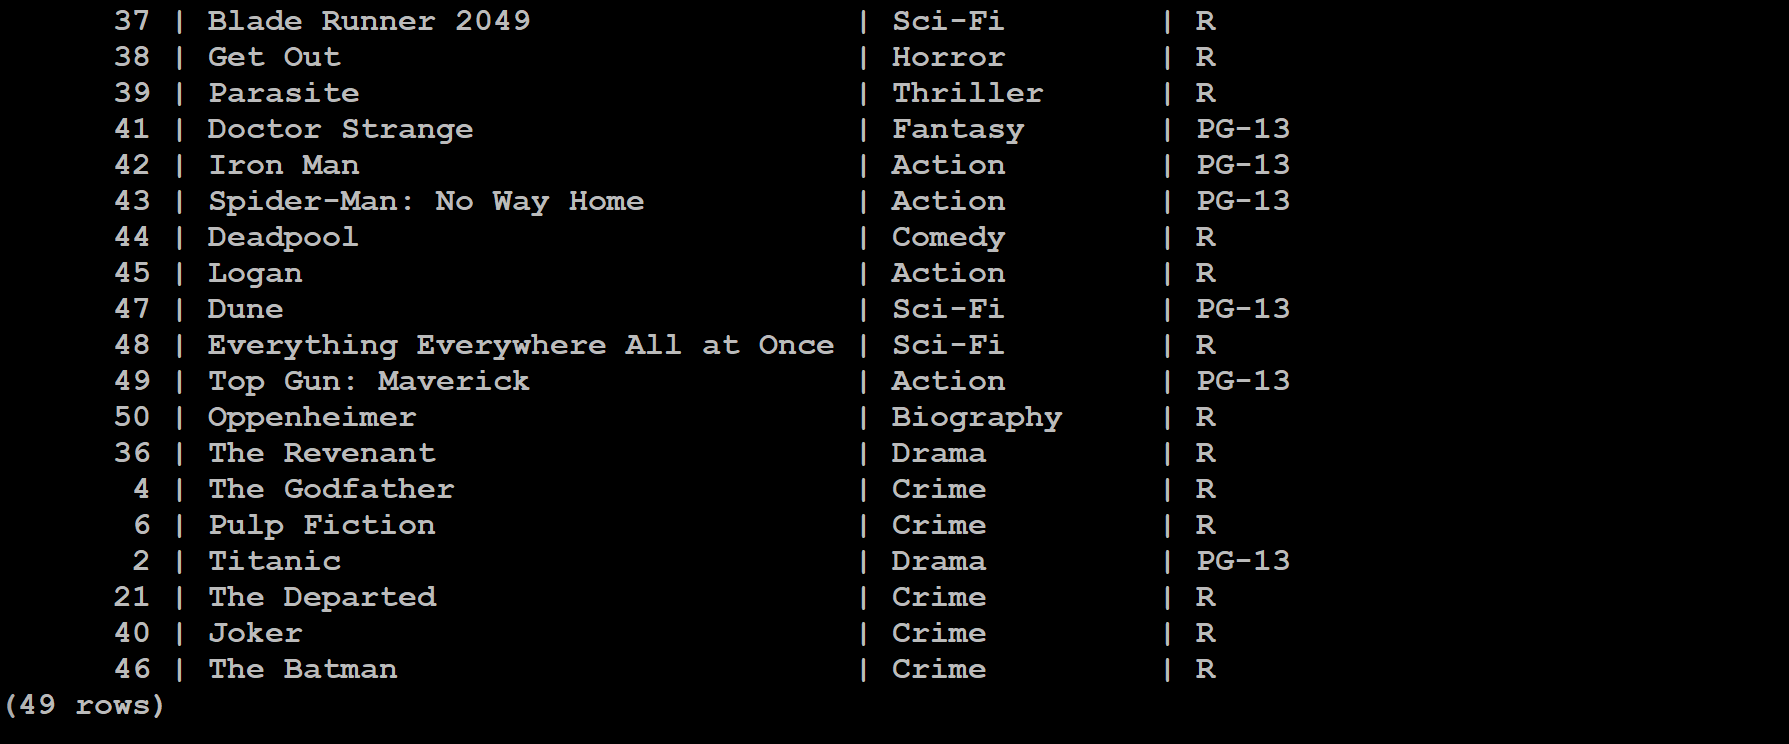 37 | Blade Runner 2049 | Sci-Fi | R
38 | Get Out | Horror | R
39 | Parasite | Thriller | R
41 | Doctor Strange | Fantasy | PG-13
42 | Iron Man | Action | PG-13
43 | Spider-Man: No Way Home | Action | PG-13
44 | Deadpool | Comedy | R
45 | Logan | Action | R
47 | Dune | Sci-Fi | PG-13
48 | Everything Everywhere All at Once | Sci-Fi | R
49 | Top Gun: Maverick | Action | PG-13
50 | Oppenheimer | Biography | R
36 | The Revenant | Drama | R
4 | The Godfather | Crime | R
6 | Pulp Fiction | Crime | R
2 | Titanic | Drama | PG-13
21 | The Departed | Crime | R
40 | Joker | Crime | R
46 | The Batman | Crime | R
(49 rows)